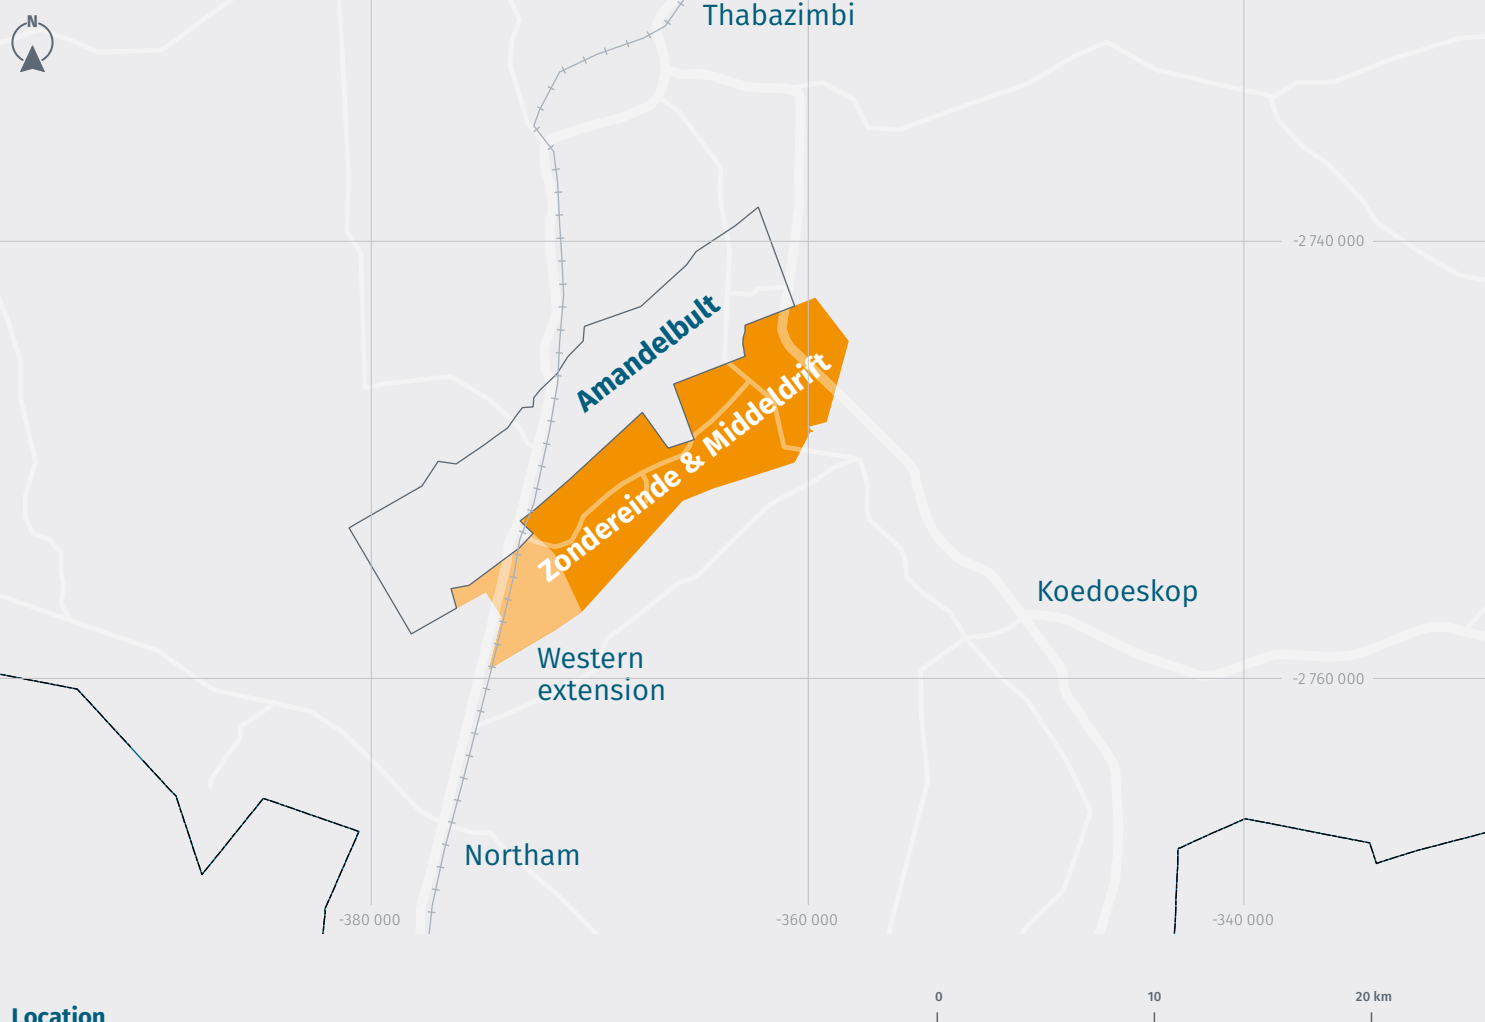 N
Thabazimbi
-2 740 000
Amandelbult
Zondereinde & Middeldrift
Koedoeskop
Western
extension
-2 760 000
Northam
-380 000
-360 000
-340 000
0
10
20 km
Location